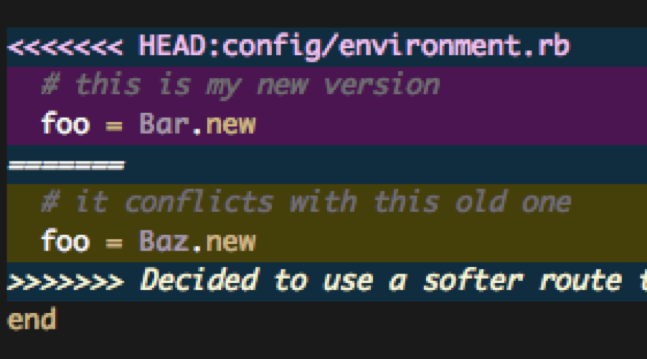 <<<<<<< HEAD:config/environment.rb
# this is my new version
foo = Bar.new
=======
# it conflicts with this old one
foo = Baz.new
>>>>>>> Decided to use a softer route
end